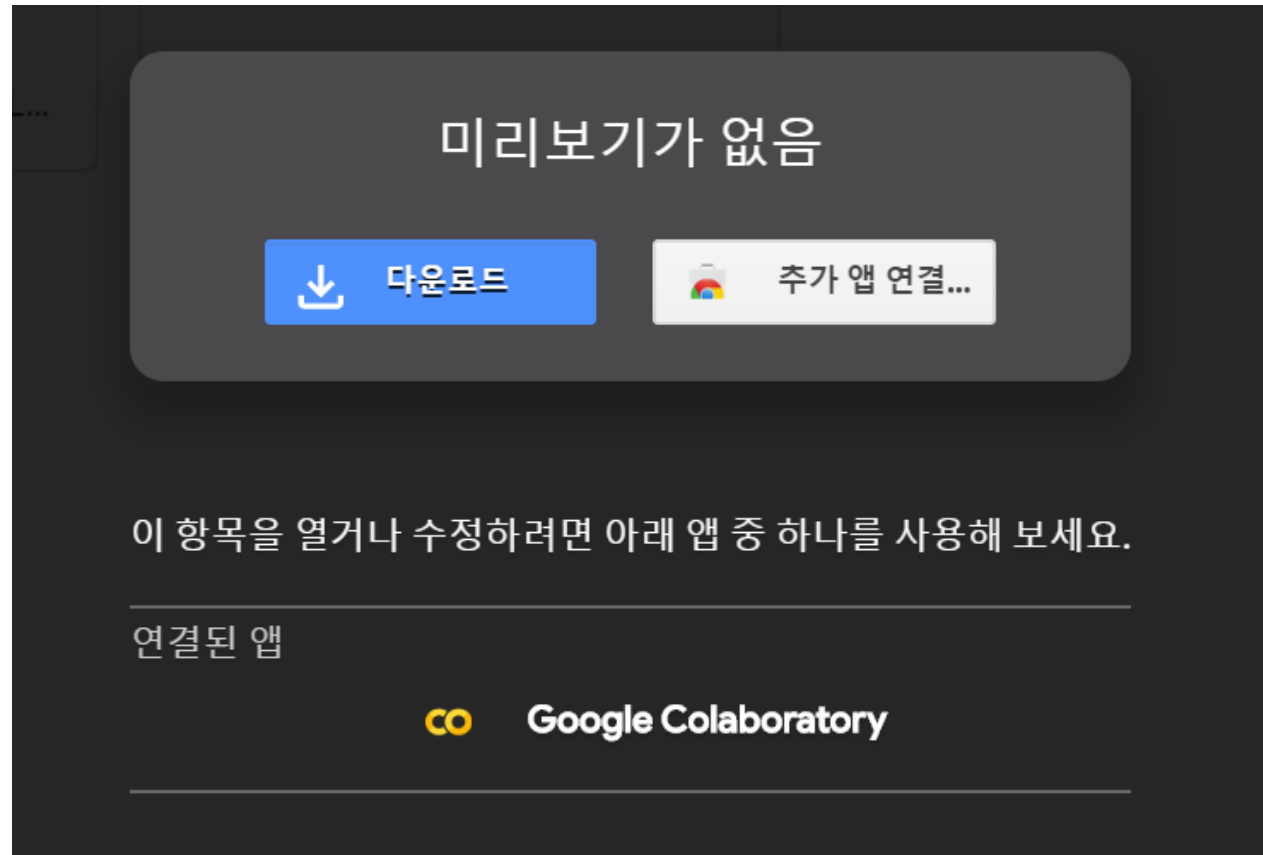 미리보기가 없음
다운로드
추가 앱 연결...
이 항목을 열거나 수정하려면 아래 앱 중 하나를 사용해 보세요.
연결된 앱
CO Google Colaboratory